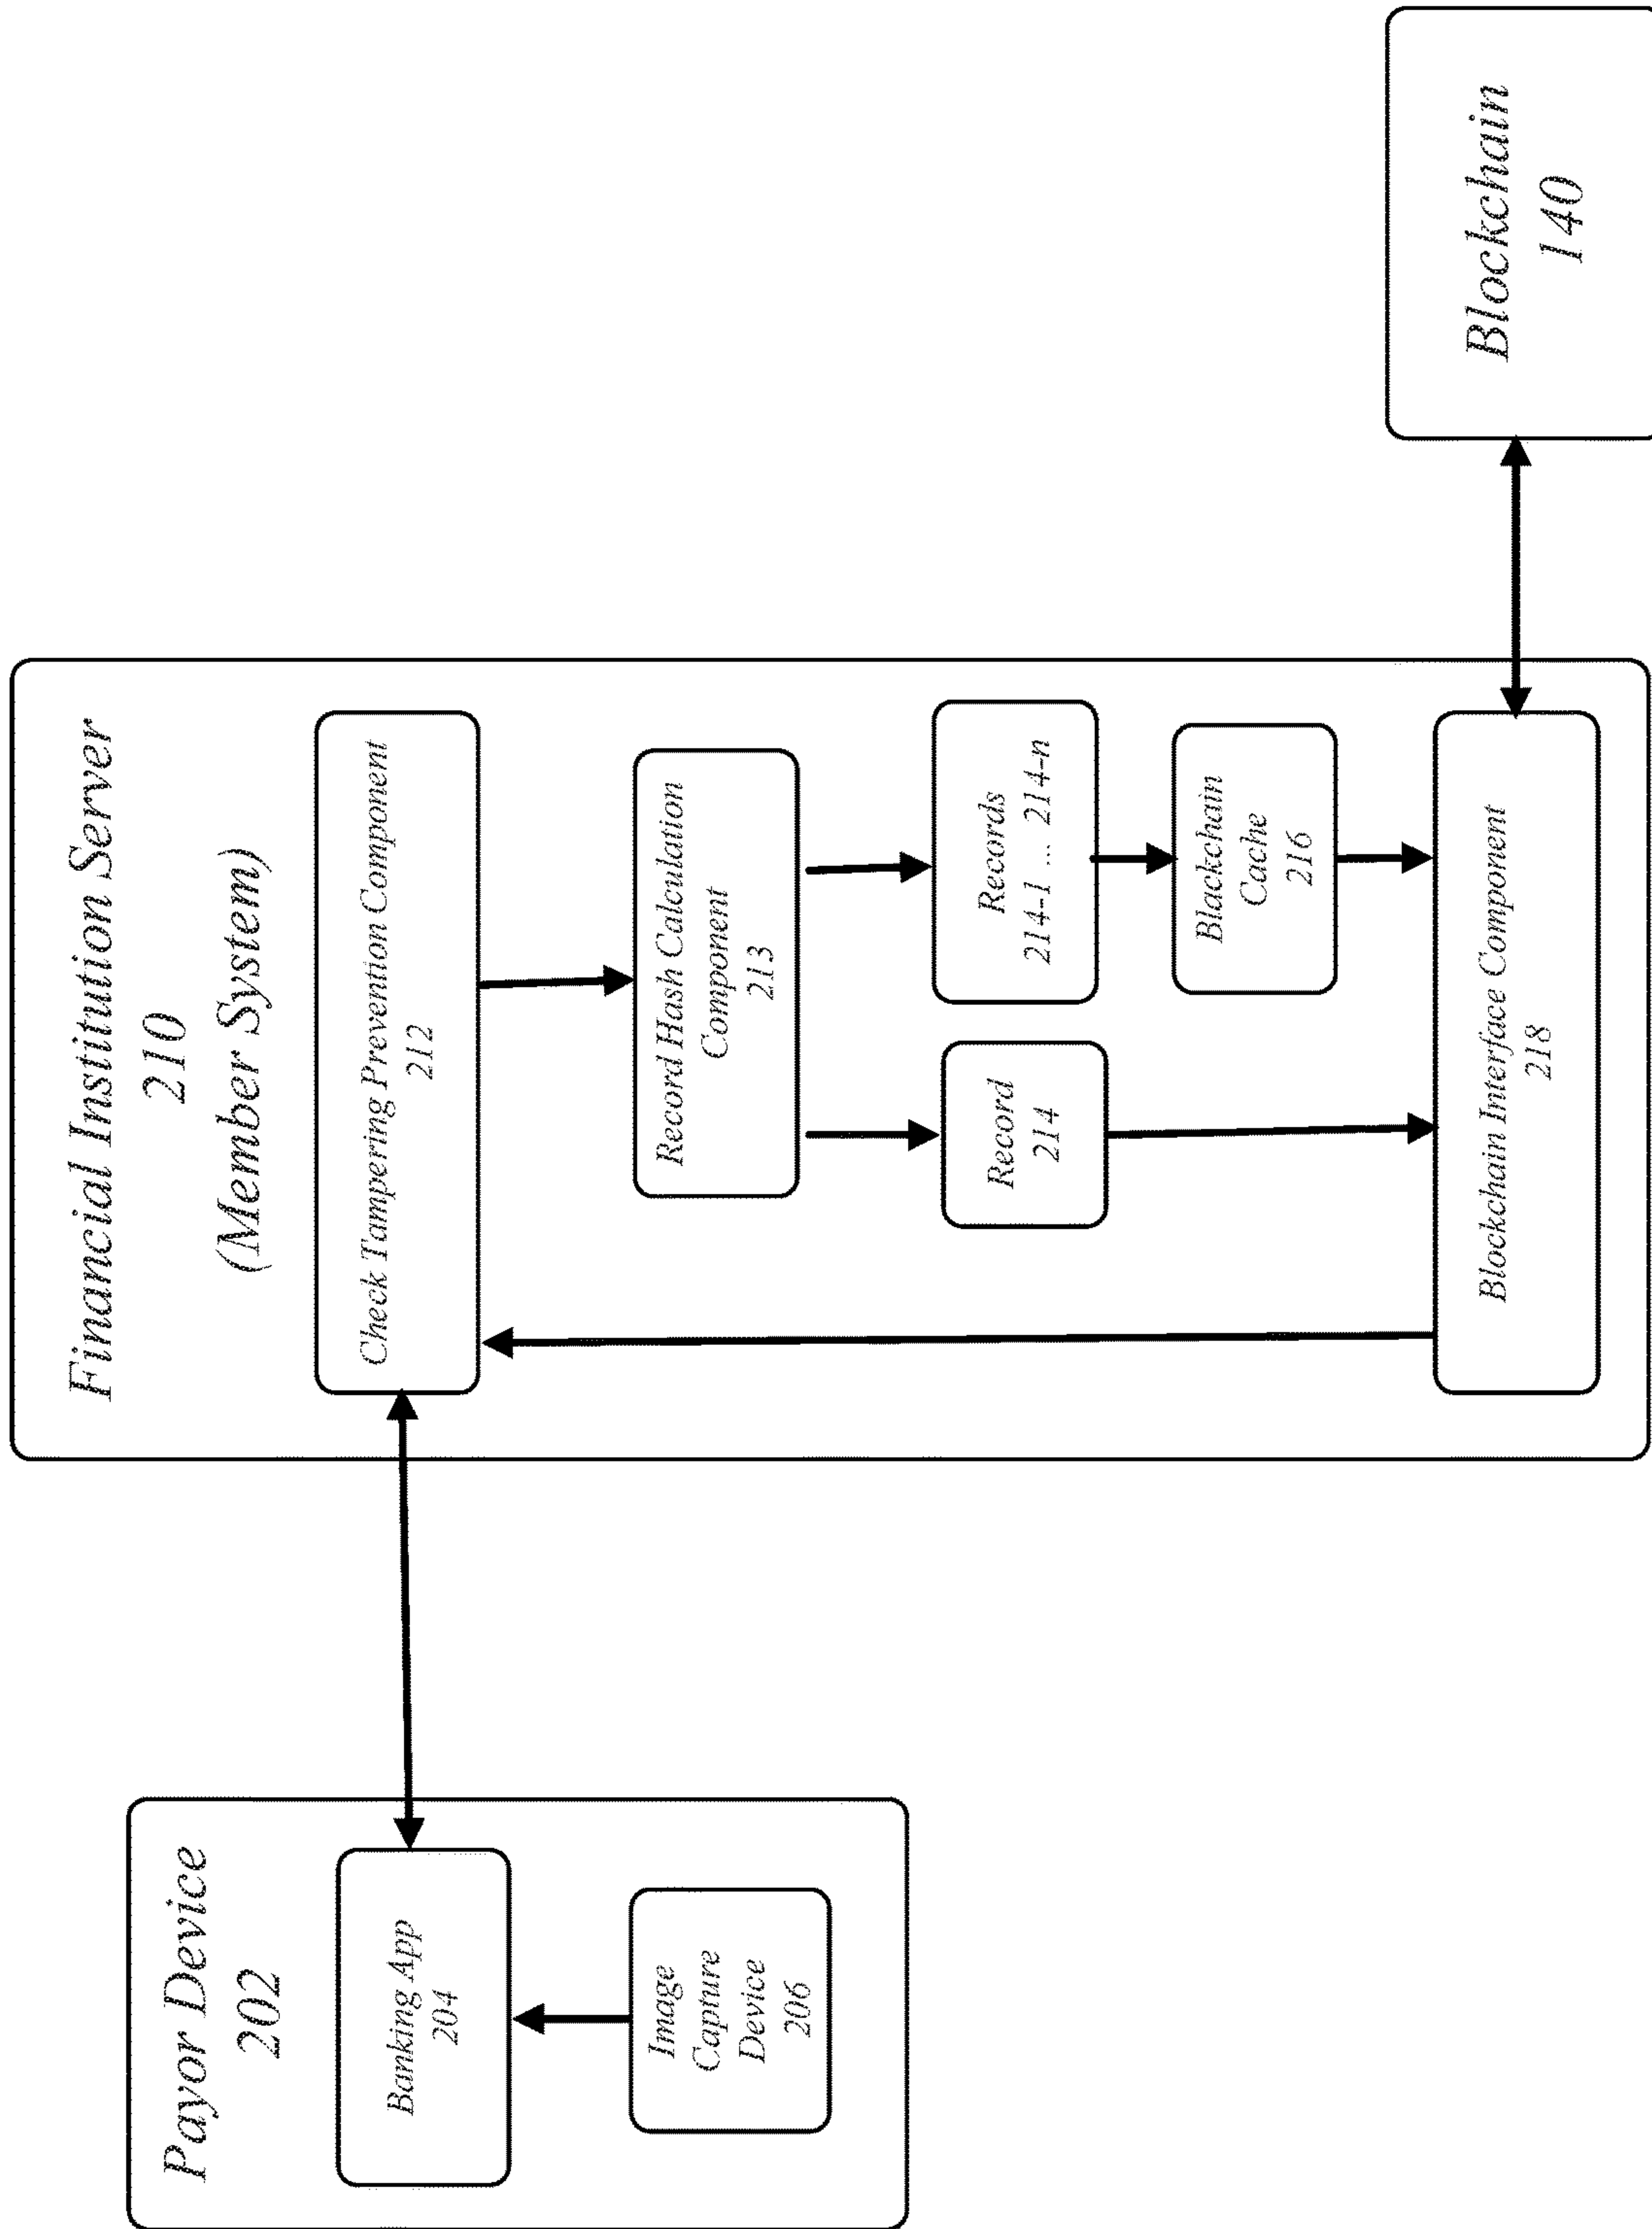 Payor Device
202
Banking App
204
Image
Capture
Device
206
Financial Institution Server
210
(Member System)
Check Tampering Prevention Component
212
Record Hash Calculation
Component
213
Record
214
Records
214-1 ... 214-n
Blackchain
Cache
216
Blockchain Interface Component
218
Blockchain
140